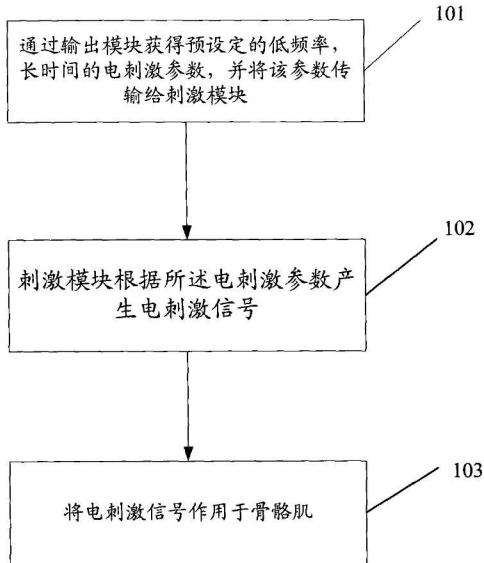 101
通过输出模块获得预设定的低频率，
长时间的电刺激参数，并将该参数传
输给刺激模块
102
刺激模块根据所述电刺激参数产
生电刺激信号
103
将电刺激信号作用于骨骼肌